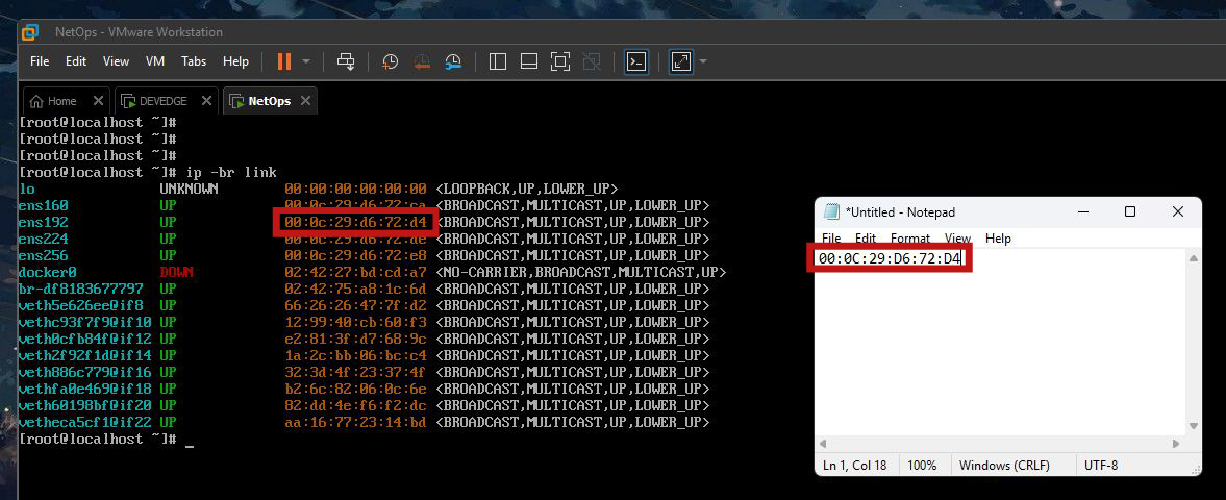 NetOps - VMware Workstation
File Edit View VM Tabs Help
Home DEVEDGE NetOps
[root@localhost ~]#
[root@localhost ~]#
[root@localhost ~]#
[root@localhost ~]# ip -br link
lo UNKNOWN 00:00:00:00:00:00 <LOOPBACK,UP,LOWER_UP>
ens160 UP 00:0c:29:d6:72:ca <BROADCAST,MULTICAST,UP,LOWER_UP>
ens192 UP 00:0c:29:d6:72:d4 <BROADCAST,MULTICAST,UP,LOWER_UP>
ens224 UP 00:0c:29:d6:72:de <BROADCAST,MULTICAST,UP,LOWER_UP>
ens256 UP 00:0c:29:d6:72:e8 <BROADCAST,MULTICAST,UP,LOWER_UP>
docker0 DOWN 02:42:27:bd:cd:a7 <NO-CARRIER,BROADCAST,MULTICAST,UP>
br-df8183677797 UP 02:42:75:a8:1c:6d <BROADCAST,MULTICAST,UP,LOWER_UP>
veth5e626ee@if8 UP 66:26:26:47:7f:d2 <BROADCAST,MULTICAST,UP,LOWER_UP>
vethc93f7f9@if10 UP 12:99:40:cb:60:f3 <BROADCAST,MULTICAST,UP,LOWER_UP>
veth0cfb84f@if12 UP e2:81:3f:d7:68:9c <BROADCAST,MULTICAST,UP,LOWER_UP>
veth2f92f1d@if14 UP 1a:2c:bb:06:bc:c4 <BROADCAST,MULTICAST,UP,LOWER_UP>
veth886c779@if16 UP 32:3d:4f:23:37:4f <BROADCAST,MULTICAST,UP,LOWER_UP>
vethfa0e469@if18 UP b2:6c:82:06:0c:6e <BROADCAST,MULTICAST,UP,LOWER_UP>
veth60198bf@if20 UP 82:dd:4e:f6:f2:dc <BROADCAST,MULTICAST,UP,LOWER_UP>
vetheca5cf1@if22 UP aa:16:77:23:14:bd <BROADCAST,MULTICAST,UP,LOWER_UP>
[root@localhost ~]# _
*Untitled - Notepad
File Edit Format View Help
00:0C:29:D6:72:D4
Ln 1, Col 18 100% Windows (CRLF) UTF-8